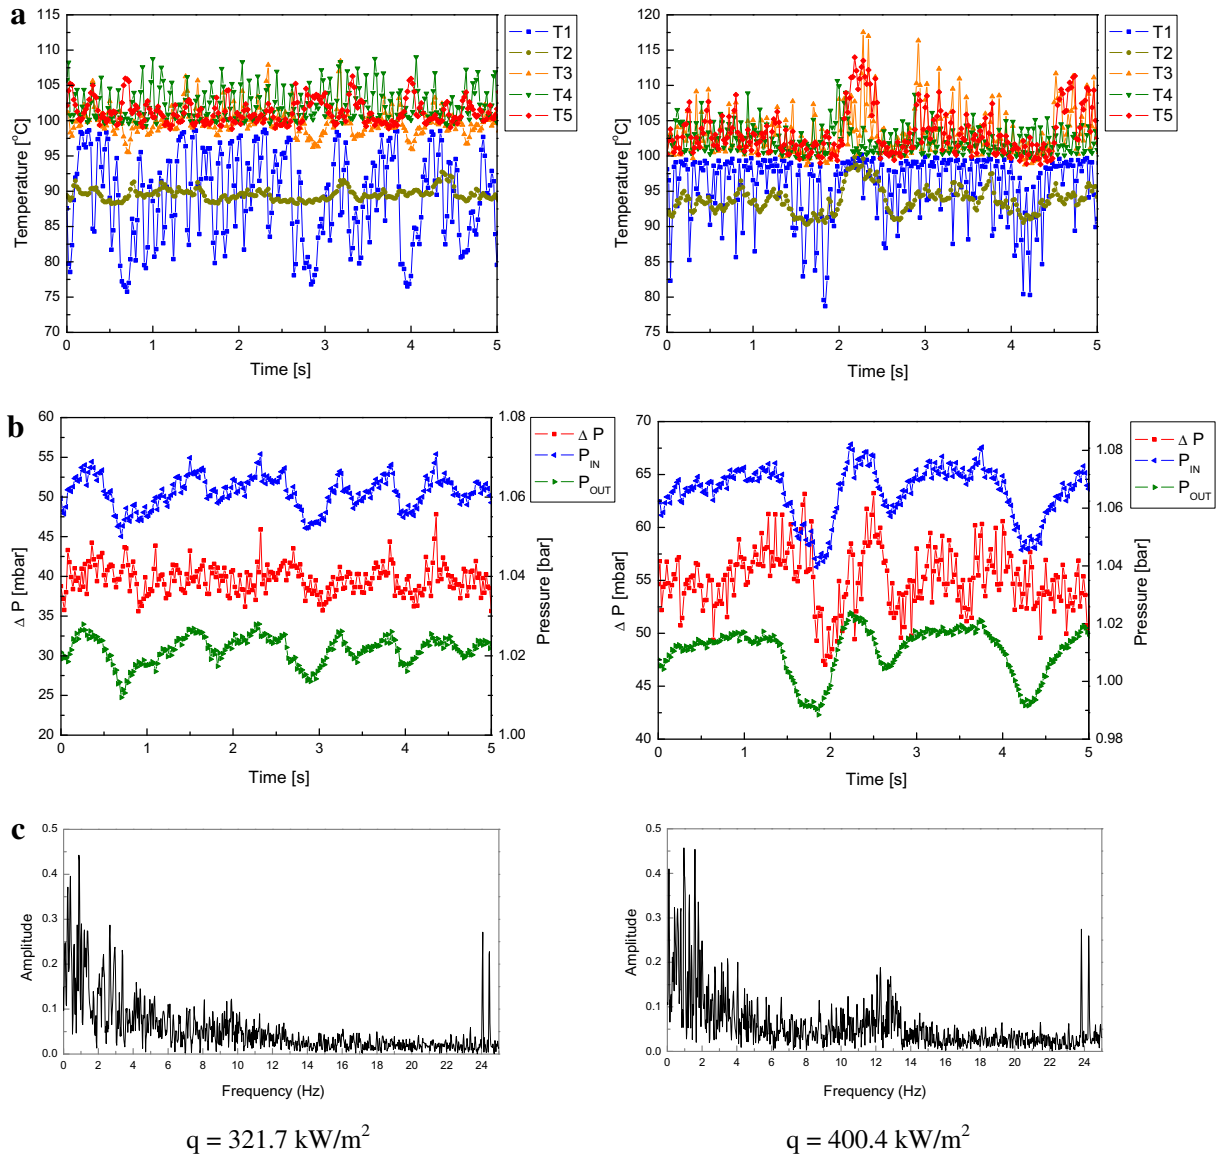 a
115
110
105
100
95
90
85
80
75
70
Temperature [°C]
0 1 2 3 4 5
Time [s]
T1
T2
T3
T4
T5
120
115
110
105
100
95
90
85
80
75
Temperature [°C]
0 1 2 3 4 5
Time [s]
T1
T2
T3
T4
T5
b
60
55
50
45
40
35
30
25
20
Δ P [mbar]
1.08
1.06
1.04
1.02
1.00
Pressure [bar]
0 1 2 3 4 5
Time [s]
Δ P
P_IN
P_OUT
70
65
60
55
50
45
40
Δ P [mbar]
1.08
1.06
1.04
1.02
1.00
0.98
Pressure [bar]
0 1 2 3 4 5
Time [s]
Δ P
P_IN
P_OUT
c
0.5
0.4
0.3
0.2
0.1
0.0
Amplitude
0 2 4 6 8 10 12 14 16 18 20 22 24
Frequency (Hz)
q = 321.7 kW/m²
0.5
0.4
0.3
0.2
0.1
0.0
Amplitude
0 2 4 6 8 10 12 14 16 18 20 22 24
Frequency (Hz)
q = 400.4 kW/m²